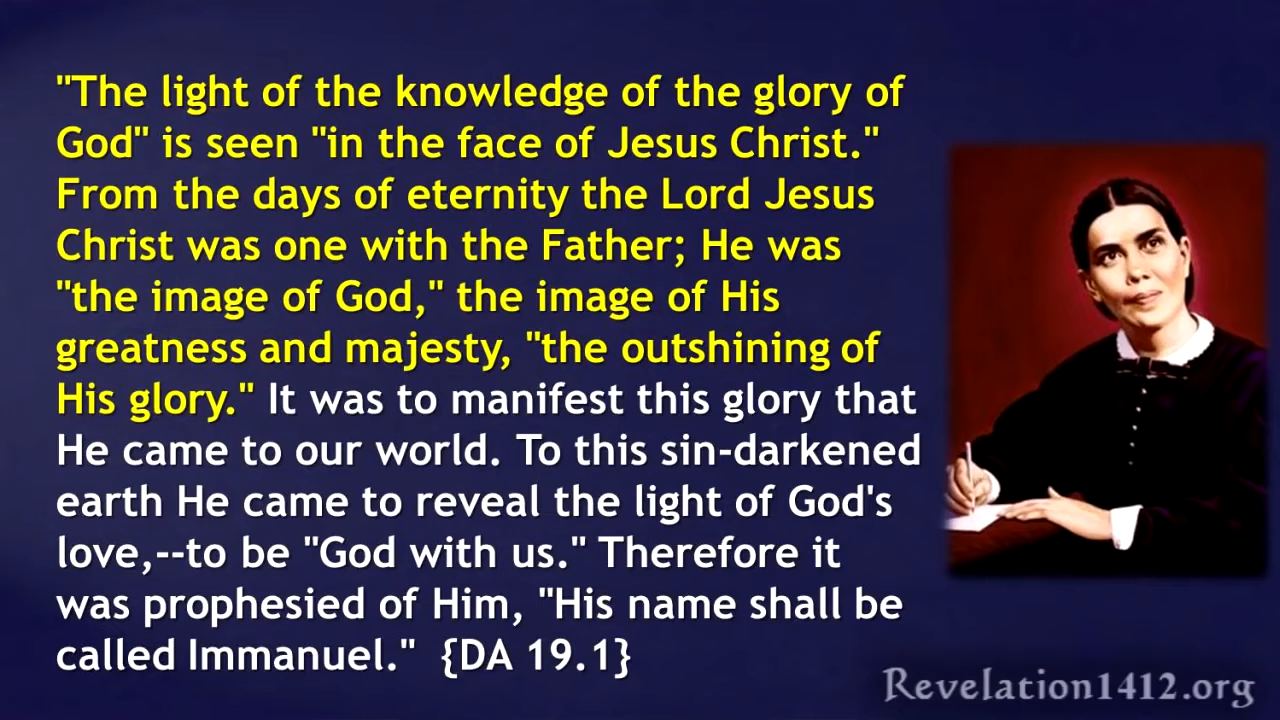 "The light of the knowledge of the glory of
God" is seen "in the face of Jesus Christ."
From the days of eternity the Lord Jesus
Christ was one with the Father; He was
"the image of God," the image of His
greatness and majesty, "the outshining of
His glory." It was to manifest this glory that
He came to our world. To this sin-darkened
earth He came to reveal the light of God's
love,--to be "God with us." Therefore it
was prophesied of Him, "His name shall be
called Immanuel."  {DA 19.1}
Revelation1412.org